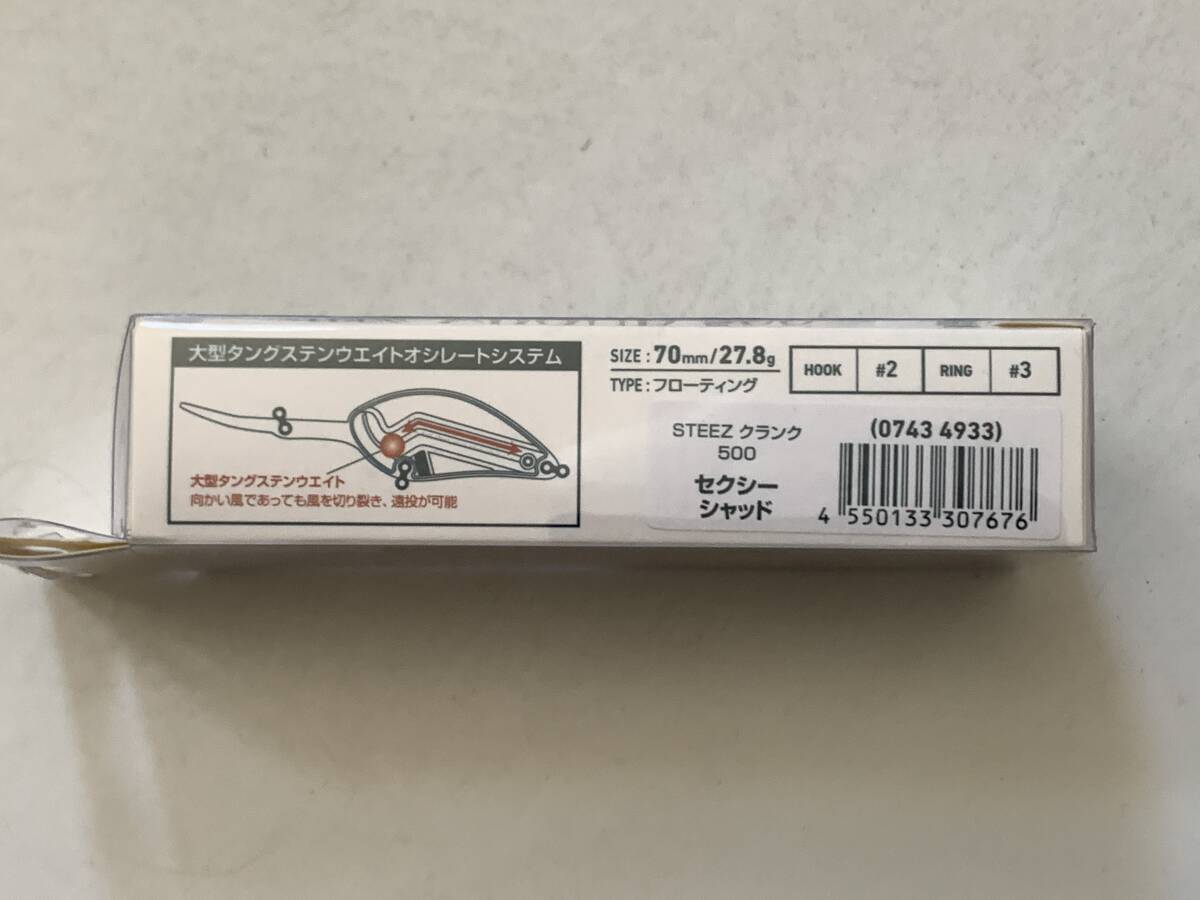 大型タングステンウエイトオシレートシステム
大型タングステンウエイト
向かい風であっても風を切り裂き、遠投が可能
SIZE : 70mm/27.8g
TYPE : フローティング
HOOK #2 RING #3
STEEZ クランク
500
セクシー
シャッド
(0743 4933)
4 550133 307676